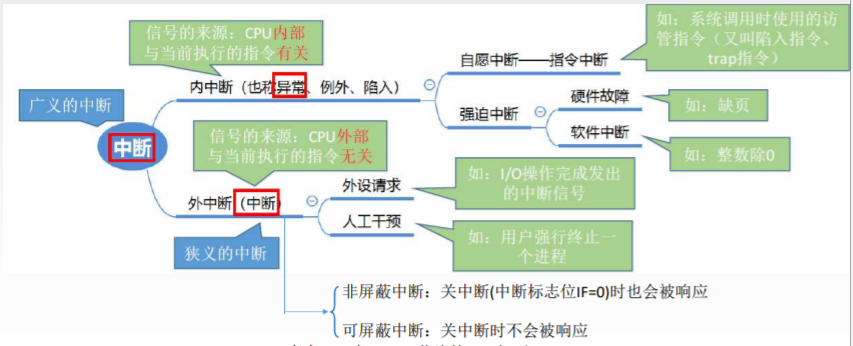 信号的来源：CPU内部
与当前执行的指令有关
如：系统调用时使用的访
管指令（又叫陷入指令、
trap指令）
自愿中断——指令中断
内中断（也称异常、例外、陷入）
广义的中断
硬件故障
如：缺页
强迫中断
软件中断
如：整数除0
中断
信号的来源：CPU外部
与当前执行的指令无关
外设请求
如：I/O操作完成发出
的中断信号
外中断（中断）
人工干预
如：用户强行终止一
个进程
狭义的中断
非屏蔽中断：关中断(中断标志位IF=0)时也会被响应
可屏蔽中断：关中断时不会被响应